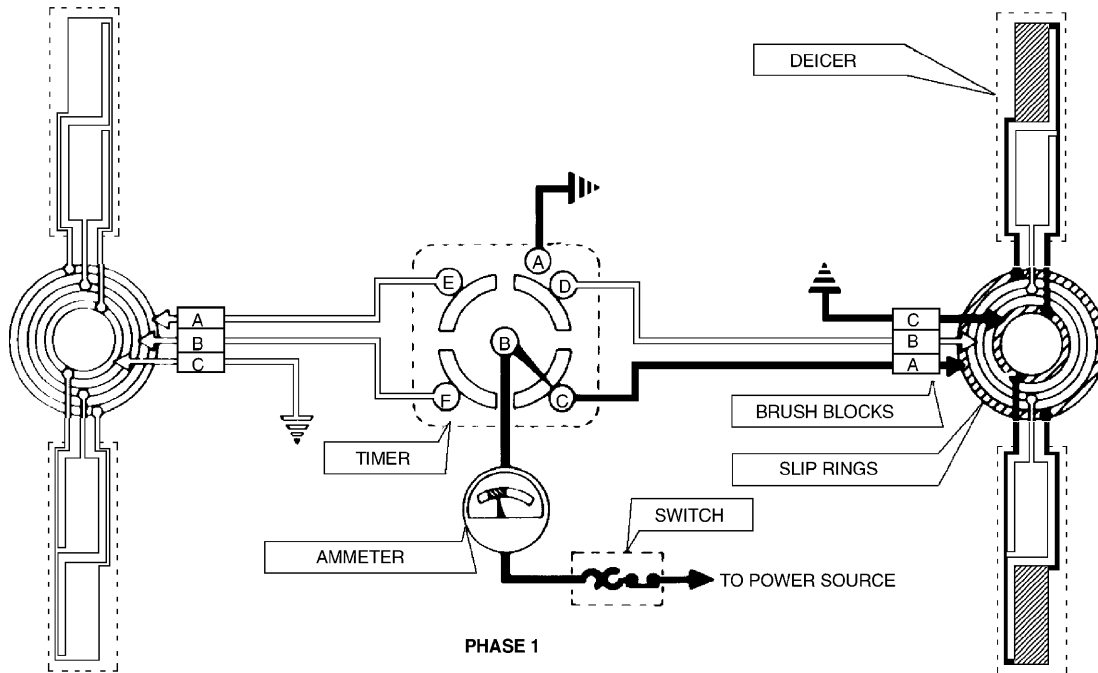 DEICER
A
E
D
A
B
C
B
C
B
A
F
C
BRUSH BLOCKS
TIMER
SLIP RINGS
SWITCH
AMMETER
TO POWER SOURCE
PHASE 1